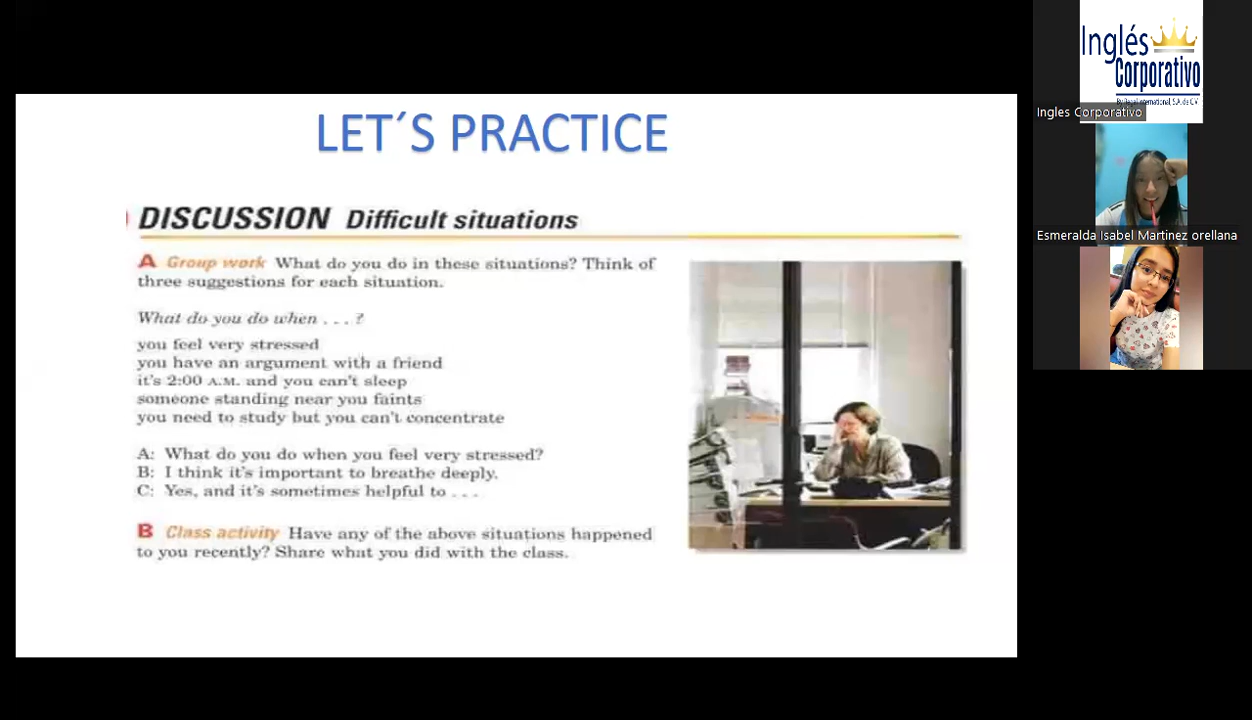 LET´S PRACTICE
DISCUSSION Difficult situations
A Group work What do you do in these situations? Think of
three suggestions for each situation.
What do you do when . . . ?
you feel very stressed
you have an argument with a friend
it's 2:00 A.M. and you can't sleep
someone standing near you faints
you need to study but you can't concentrate
A: What do you do when you feel very stressed?
B: I think it's important to breathe deeply.
C: Yes, and it's sometimes helpful to . . .
B Class activity Have any of the above situations happened
to you recently? Share what you did with the class.
Inglés
Corporativo
International, S.A. de C.V.
Ingles Corporativo
Esmeralda Isabel Martinez orellana